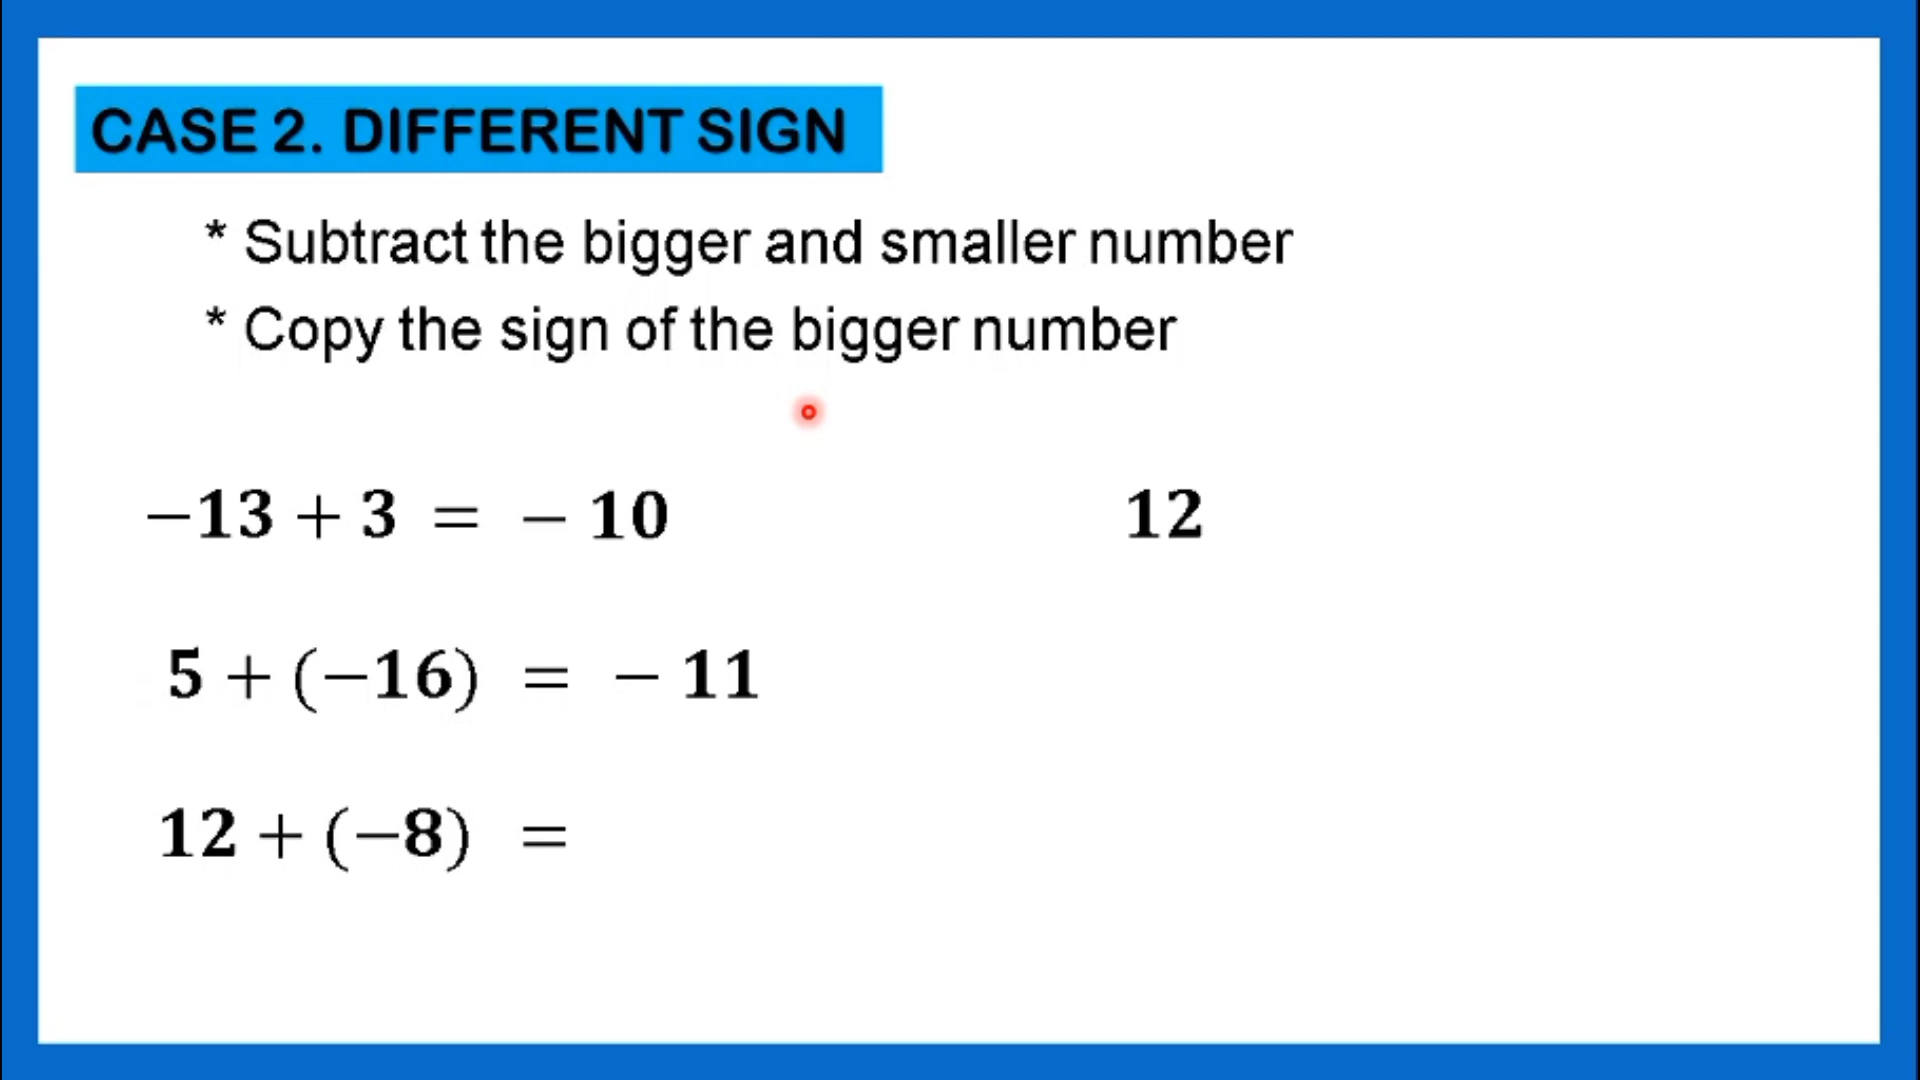 CASE 2. DIFFERENT SIGN
* Subtract the bigger and smaller number
* Copy the sign of the bigger number
−13 + 3 = − 10
12
5 + (−16) = − 11
12 + (−8) =